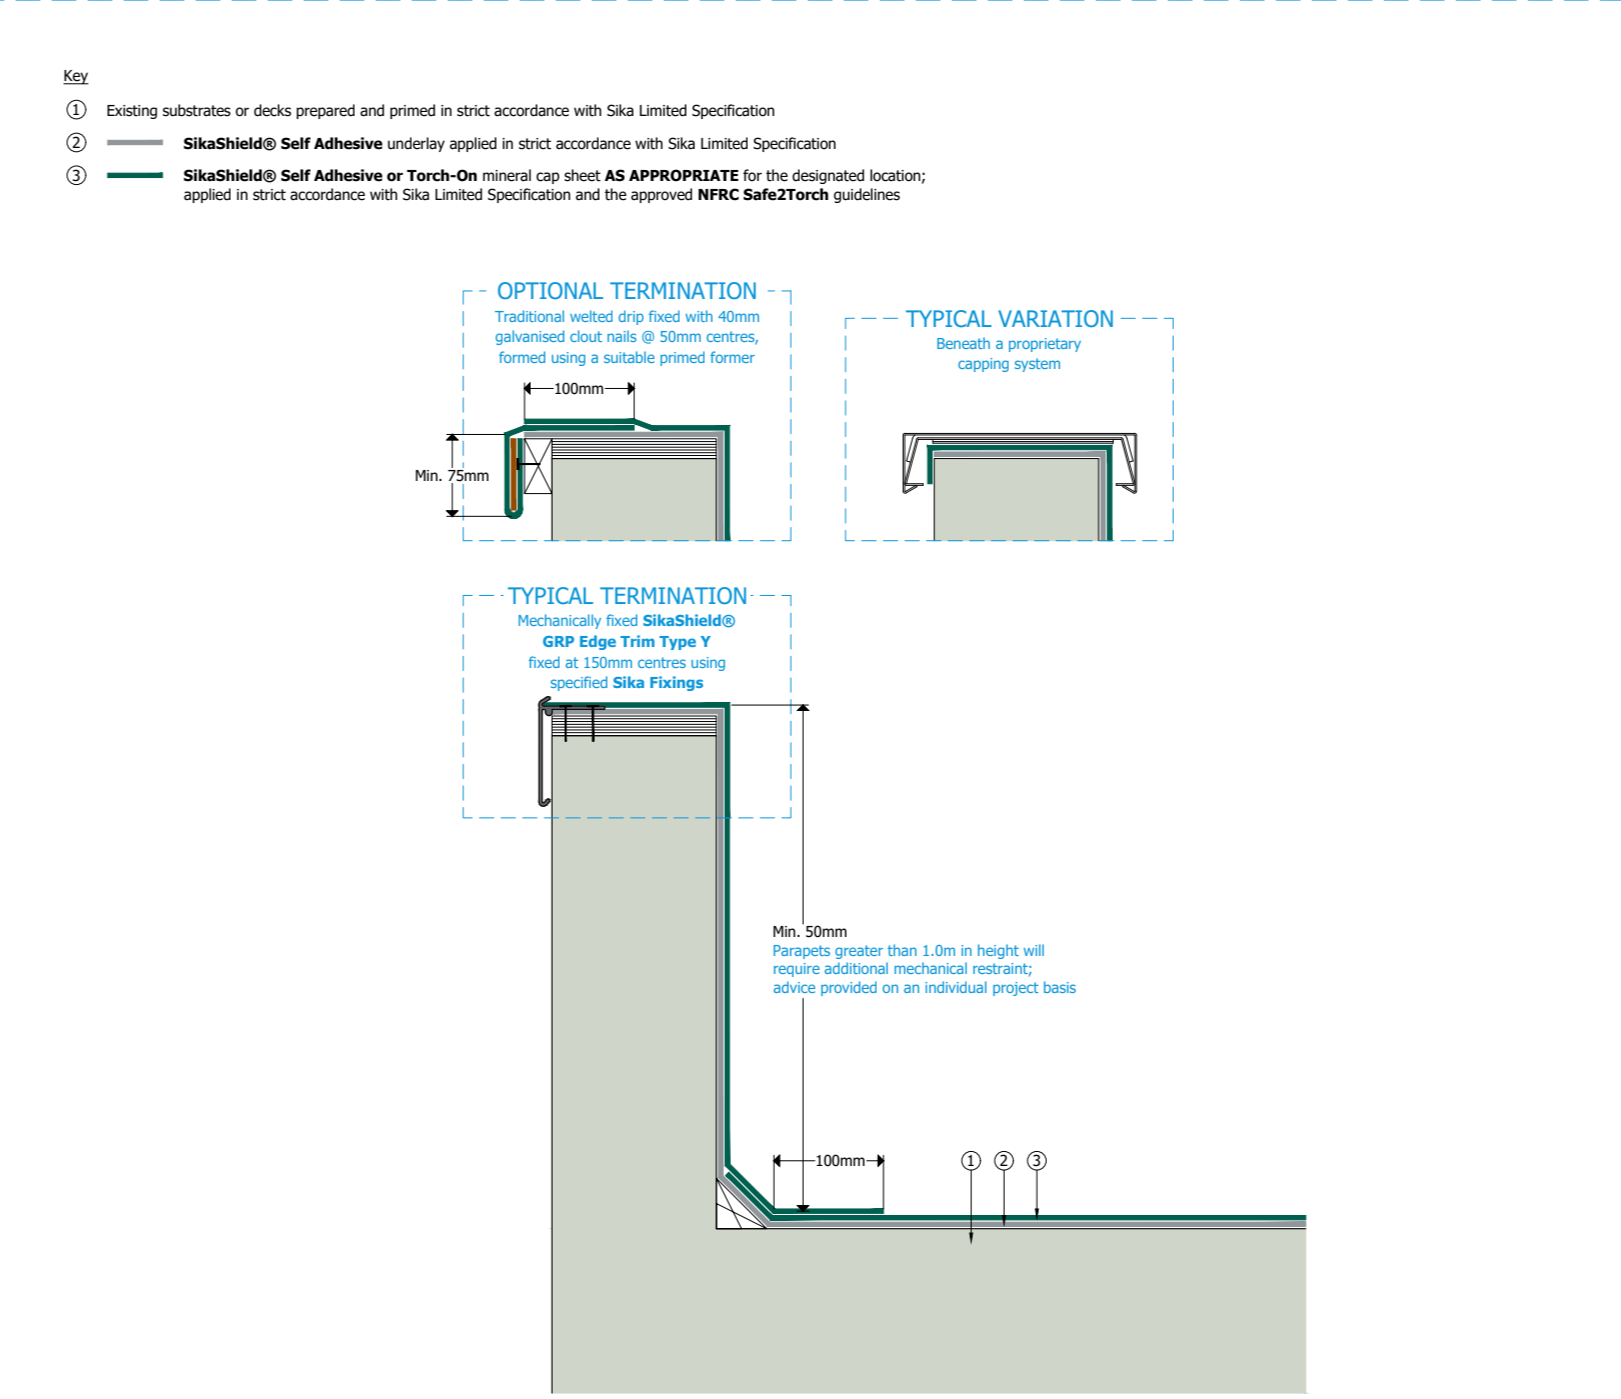 Key
① Existing substrates or decks prepared and primed in strict accordance with Sika Limited Specification
② SikaShield® Self Adhesive underlay applied in strict accordance with Sika Limited Specification
③ SikaShield® Self Adhesive or Torch-On mineral cap sheet AS APPROPRIATE for the designated location;
applied in strict accordance with Sika Limited Specification and the approved NFRC Safe2Torch guidelines
OPTIONAL TERMINATION
Traditional welted drip fixed with 40mm
galvanised clout nails @ 50mm centres,
formed using a suitable primed former
100mm
Min. 75mm
TYPICAL VARIATION
Beneath a proprietary
capping system
TYPICAL TERMINATION
Mechanically fixed SikaShield®
GRP Edge Trim Type Y
fixed at 150mm centres using
specified Sika Fixings
Min. 50mm
Parapets greater than 1.0m in height will
require additional mechanical restraint;
advice provided on an individual project basis
100mm
① ② ③